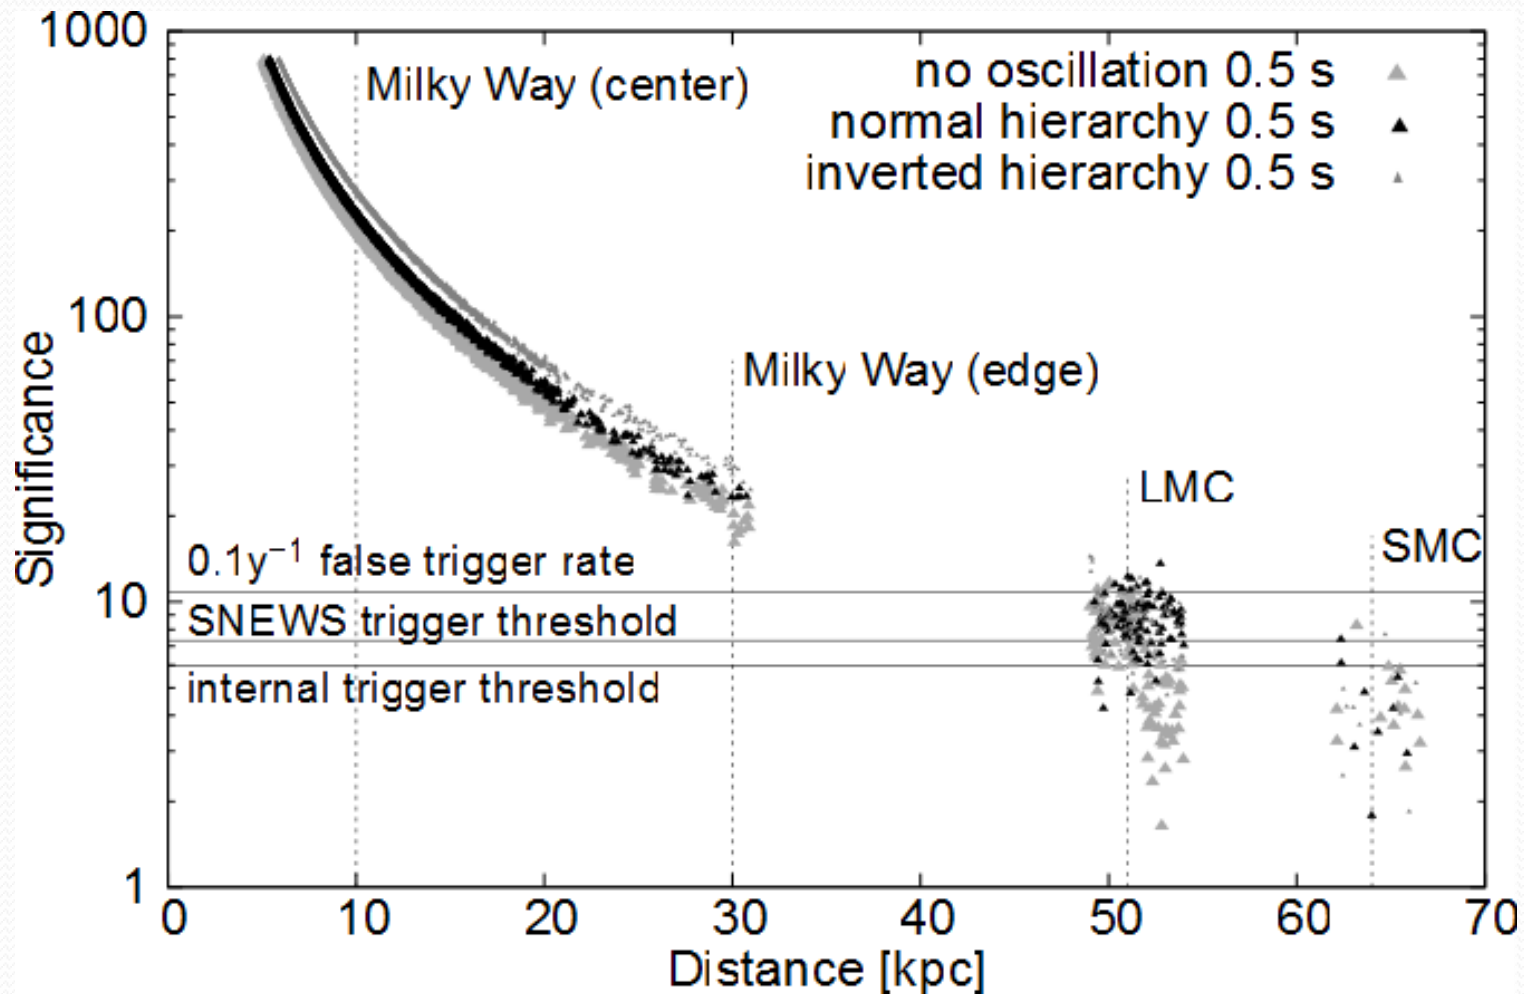 1000
100
10
1
Significance
no oscillation 0.5 s
normal hierarchy 0.5 s
inverted hierarchy 0.5 s
Milky Way (center)
Milky Way (edge)
LMC
SMC
0.1y⁻¹ false trigger rate
SNEWS trigger threshold
internal trigger threshold
0 10 20 30 40 50 60 70
Distance [kpc]